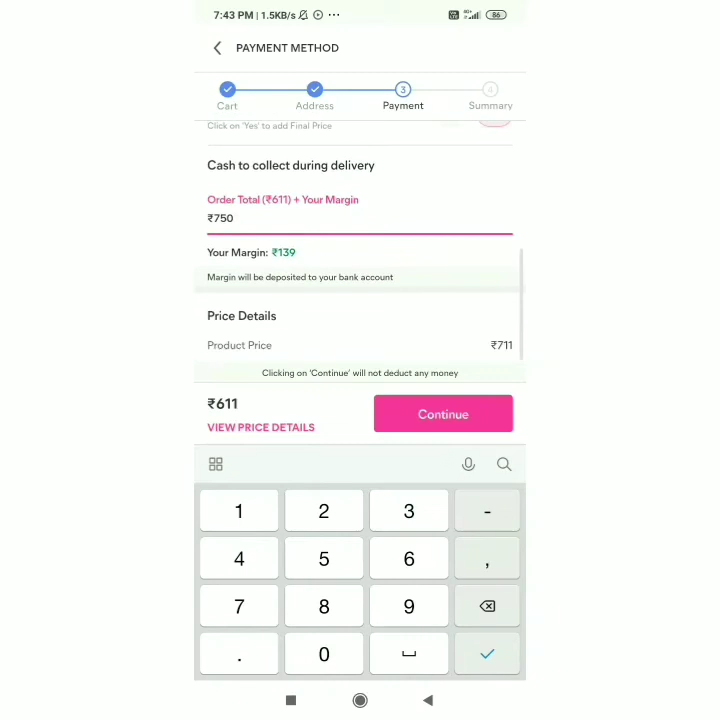 7:43 PM | 1.5KB/s ...
86
PAYMENT METHOD
3 4
Cart Address Payment Summary
Click on 'Yes' to add Final Price
Cash to collect during delivery
Order Total (₹611) + Your Margin
₹750
Your Margin: ₹139
Margin will be deposited to your bank account
Price Details
Product Price ₹711
Clicking on 'Continue' will not deduct any money
₹611
VIEW PRICE DETAILS
Continue
1 2 3 -
4 5 6 ,
7 8 9
. 0